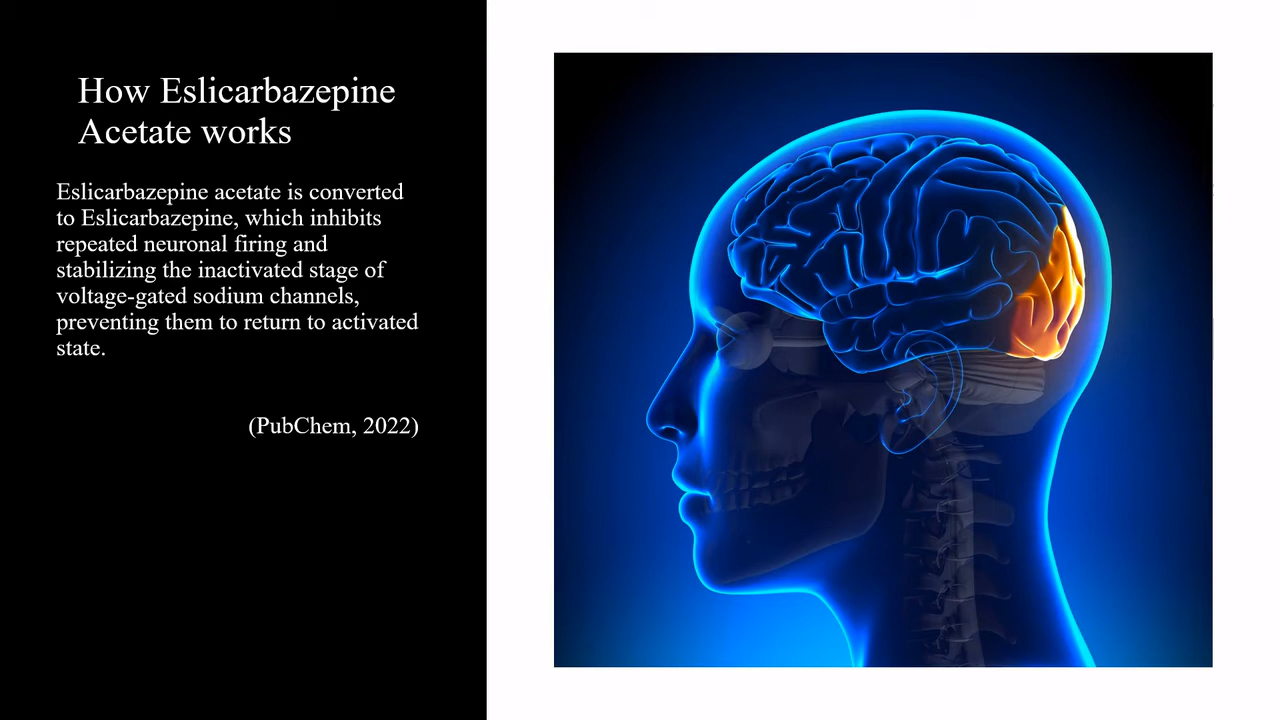 How Eslicarbazepine
Acetate works
Eslicarbazepine acetate is converted
to Eslicarbazepine, which inhibits
repeated neuronal firing and
stabilizing the inactivated stage of
voltage-gated sodium channels,
preventing them to return to activated
state.
(PubChem, 2022)